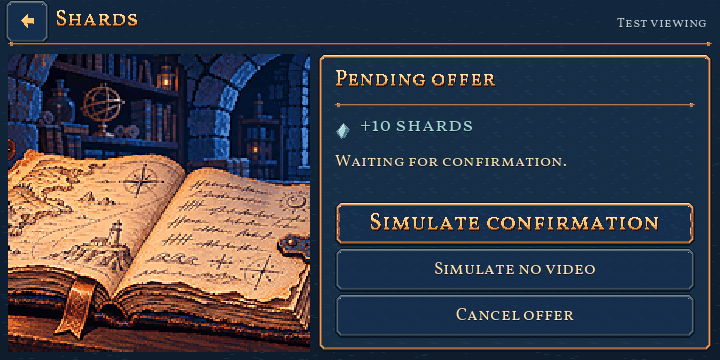 Shards
Test viewing
Pending offer
+10 shards
Waiting for confirmation.
Simulate confirmation
Simulate no video
Cancel offer